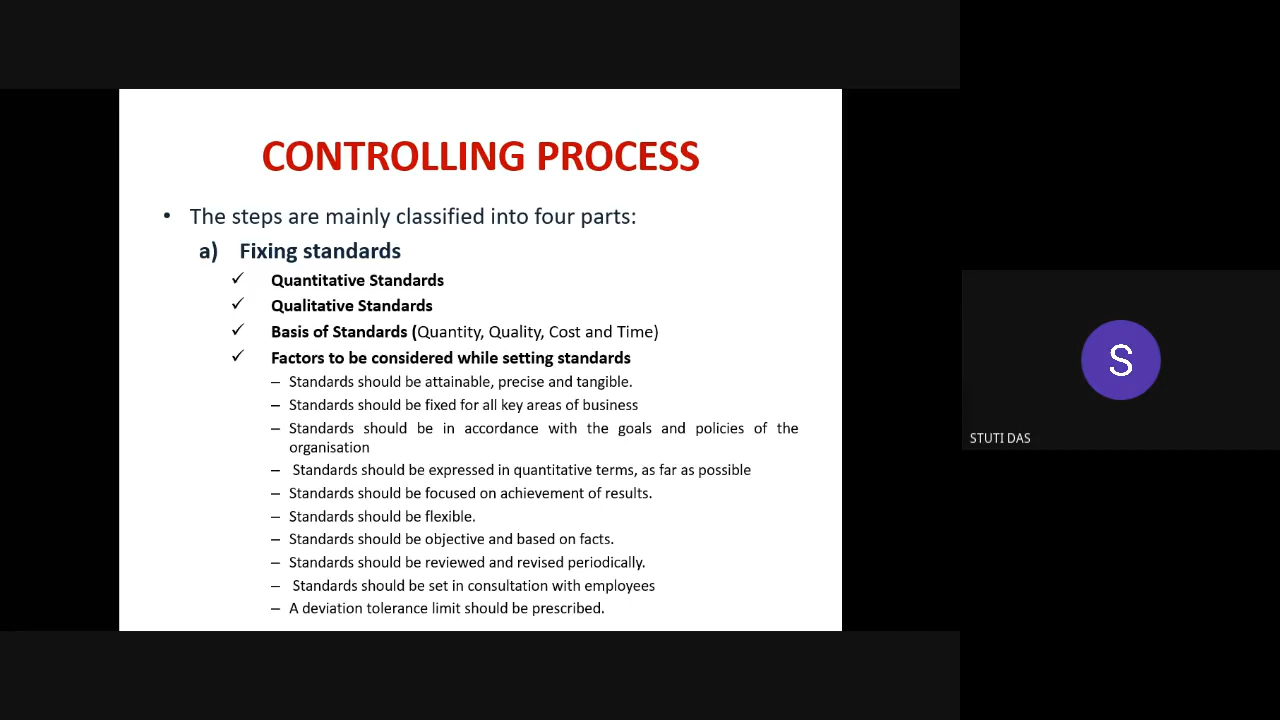 CONTROLLING PROCESS
• The steps are mainly classified into four parts:
a) Fixing standards
✓ Quantitative Standards
✓ Qualitative Standards
✓ Basis of Standards (Quantity, Quality, Cost and Time)
✓ Factors to be considered while setting standards
– Standards should be attainable, precise and tangible.
– Standards should be fixed for all key areas of business
– Standards should be in accordance with the goals and policies of the
organisation
– Standards should be expressed in quantitative terms, as far as possible
– Standards should be focused on achievement of results.
– Standards should be flexible.
– Standards should be objective and based on facts.
– Standards should be reviewed and revised periodically.
– Standards should be set in consultation with employees
– A deviation tolerance limit should be prescribed.
S
STUTI DAS